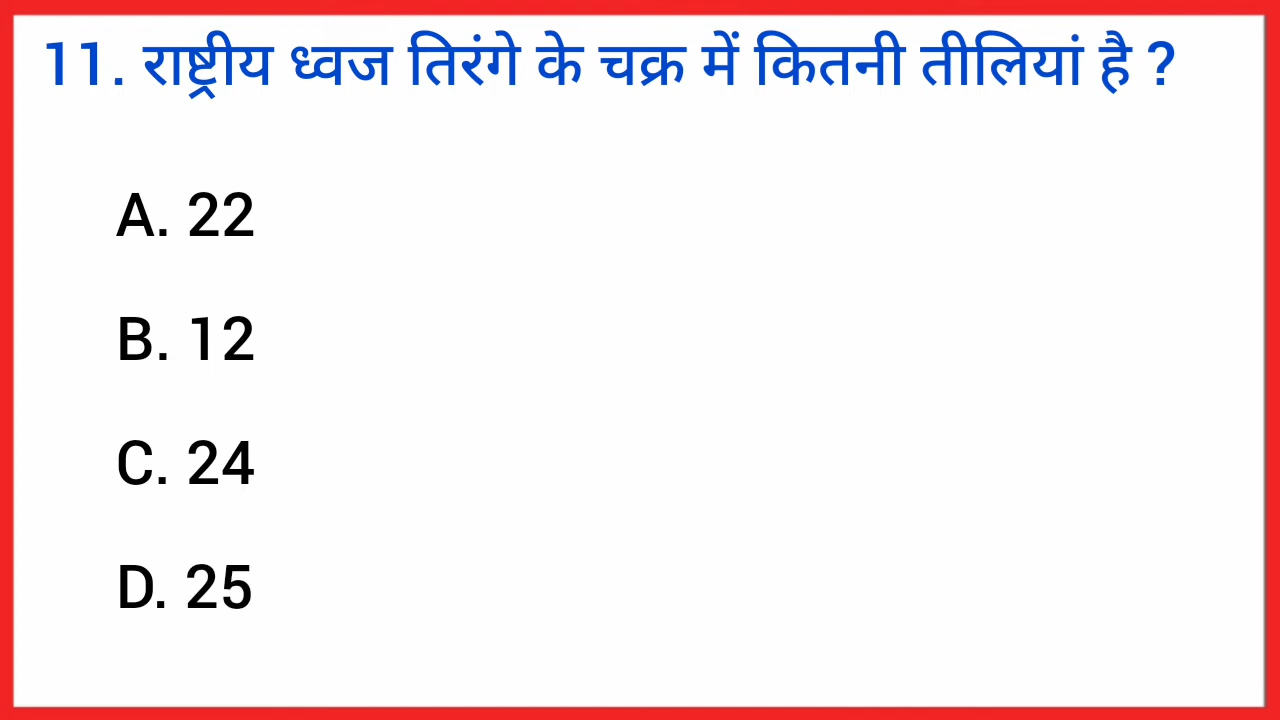 11. राष्ट्रीय ध्वज तिरंगे के चक्र में कितनी तीलियां है ?
A. 22
B. 12
C. 24
D. 25